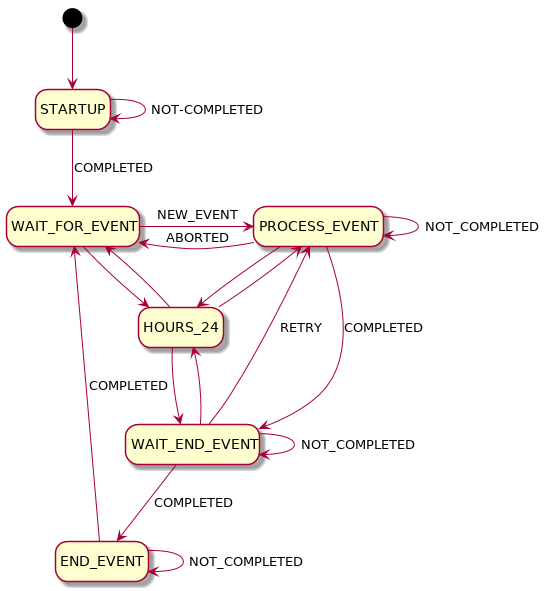 STARTUP
NOT-COMPLETED
COMPLETED
NEW_EVENT
WAIT_FOR_EVENT
PROCESS_EVENT
NOT_COMPLETED
ABORTED
HOURS_24
RETRY
COMPLETED
COMPLETED
WAIT_END_EVENT
NOT_COMPLETED
COMPLETED
END_EVENT
NOT_COMPLETED